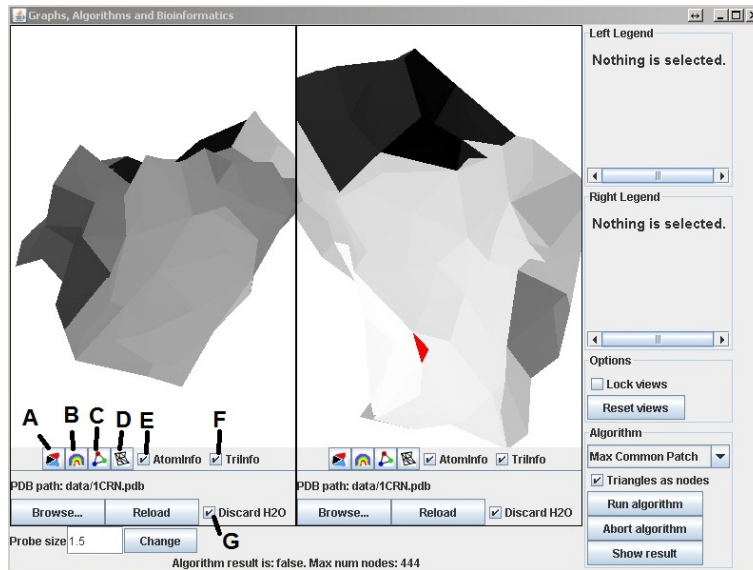 Graphs, Algorithms and Bioinformatics
Left Legend
Nothing is selected.
Right Legend
Nothing is selected.
Options
Lock views
Reset views
Algorithm
Max Common Patch
Triangles as nodes
Run algorithm
Abort algorithm
Show result
A B C D E F
AtomInfo TriInfo
AtomInfo TriInfo
PDB path: data/1CRN.pdb
PDB path: data/1CRN.pdb
Browse... Reload Discard H2O
Browse... Reload Discard H2O
G
Probe size 1.5 Change
Algorithm result is: false. Max num nodes: 444